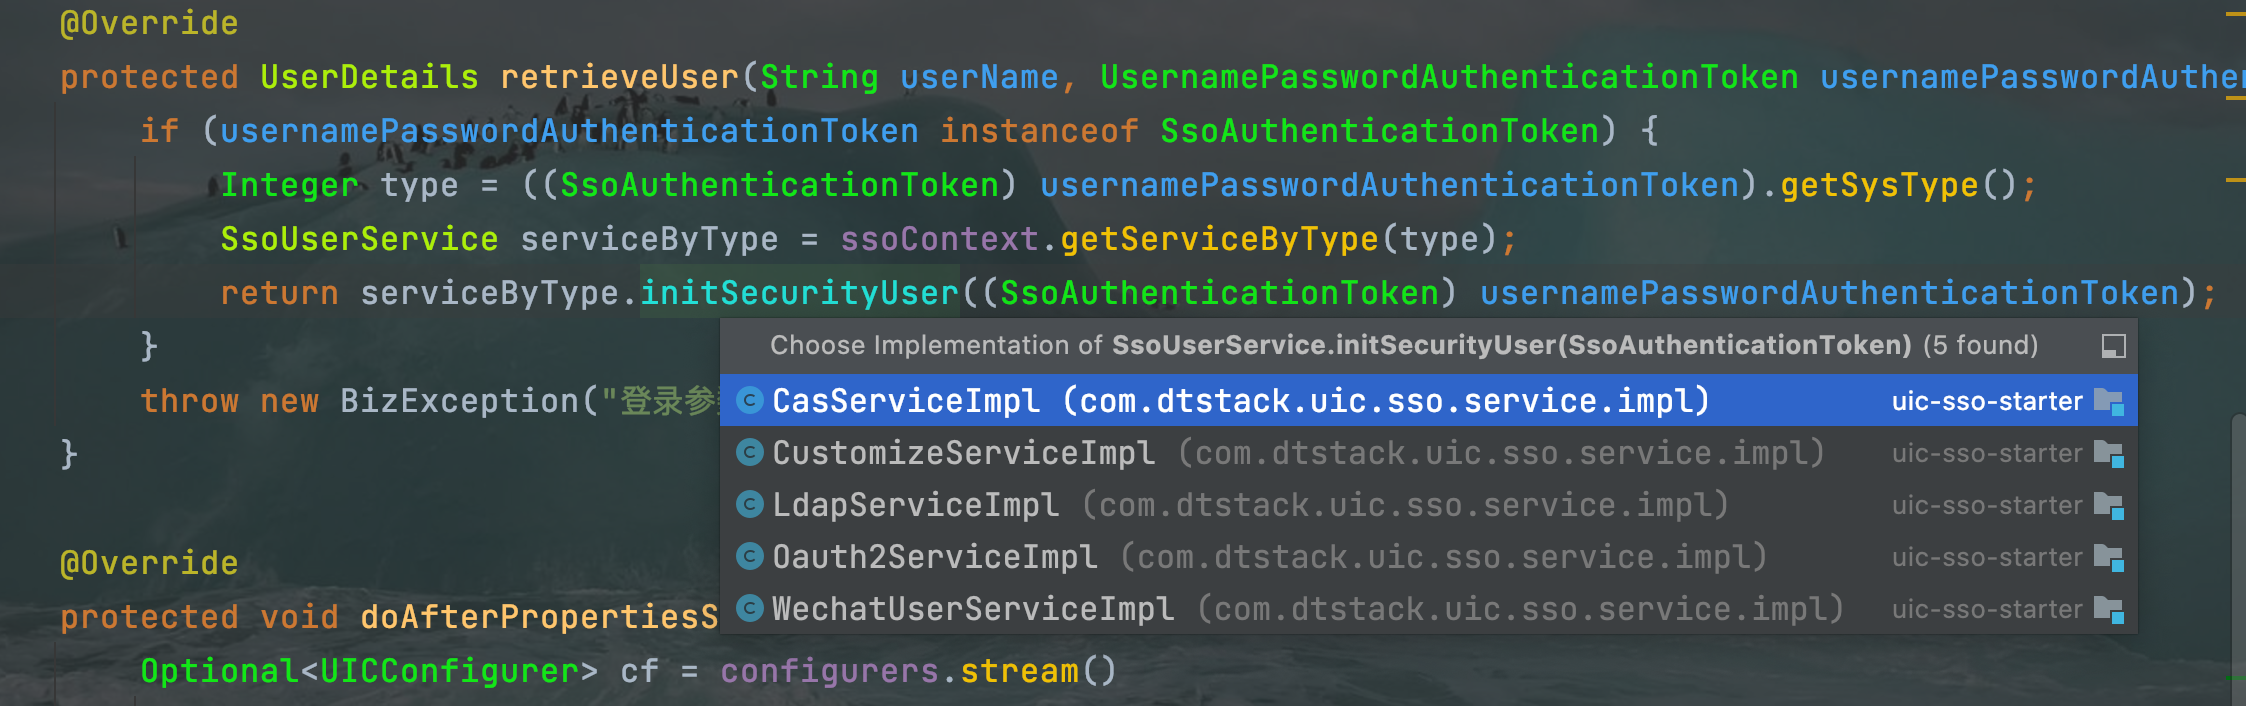 @Override
protected UserDetails retrieveUser(String userName, UsernamePasswordAuthenticationToken usernamePasswordAuthen
if (usernamePasswordAuthenticationToken instanceof SsoAuthenticationToken) {
Integer type = ((SsoAuthenticationToken) usernamePasswordAuthenticationToken).getSysType();
SsoUserService serviceByType = ssoContext.getServiceByType(type);
return serviceByType.initSecurityUser((SsoAuthenticationToken) usernamePasswordAuthenticationToken);
}
Choose Implementation of SsoUserService.initSecurityUser(SsoAuthenticationToken) (5 found)
throw new BizException("登录参
CasServiceImpl (com.dtstack.uic.sso.service.impl) uic-sso-starter
}
CustomizeServiceImpl (com.dtstack.uic.sso.service.impl) uic-sso-starter
LdapServiceImpl (com.dtstack.uic.sso.service.impl) uic-sso-starter
@Override
Oauth2ServiceImpl (com.dtstack.uic.sso.service.impl) uic-sso-starter
protected void doAfterPropertiesS
WechatUserServiceImpl (com.dtstack.uic.sso.service.impl) uic-sso-starter
Optional<UICConfigurer> cf = configurers.stream()